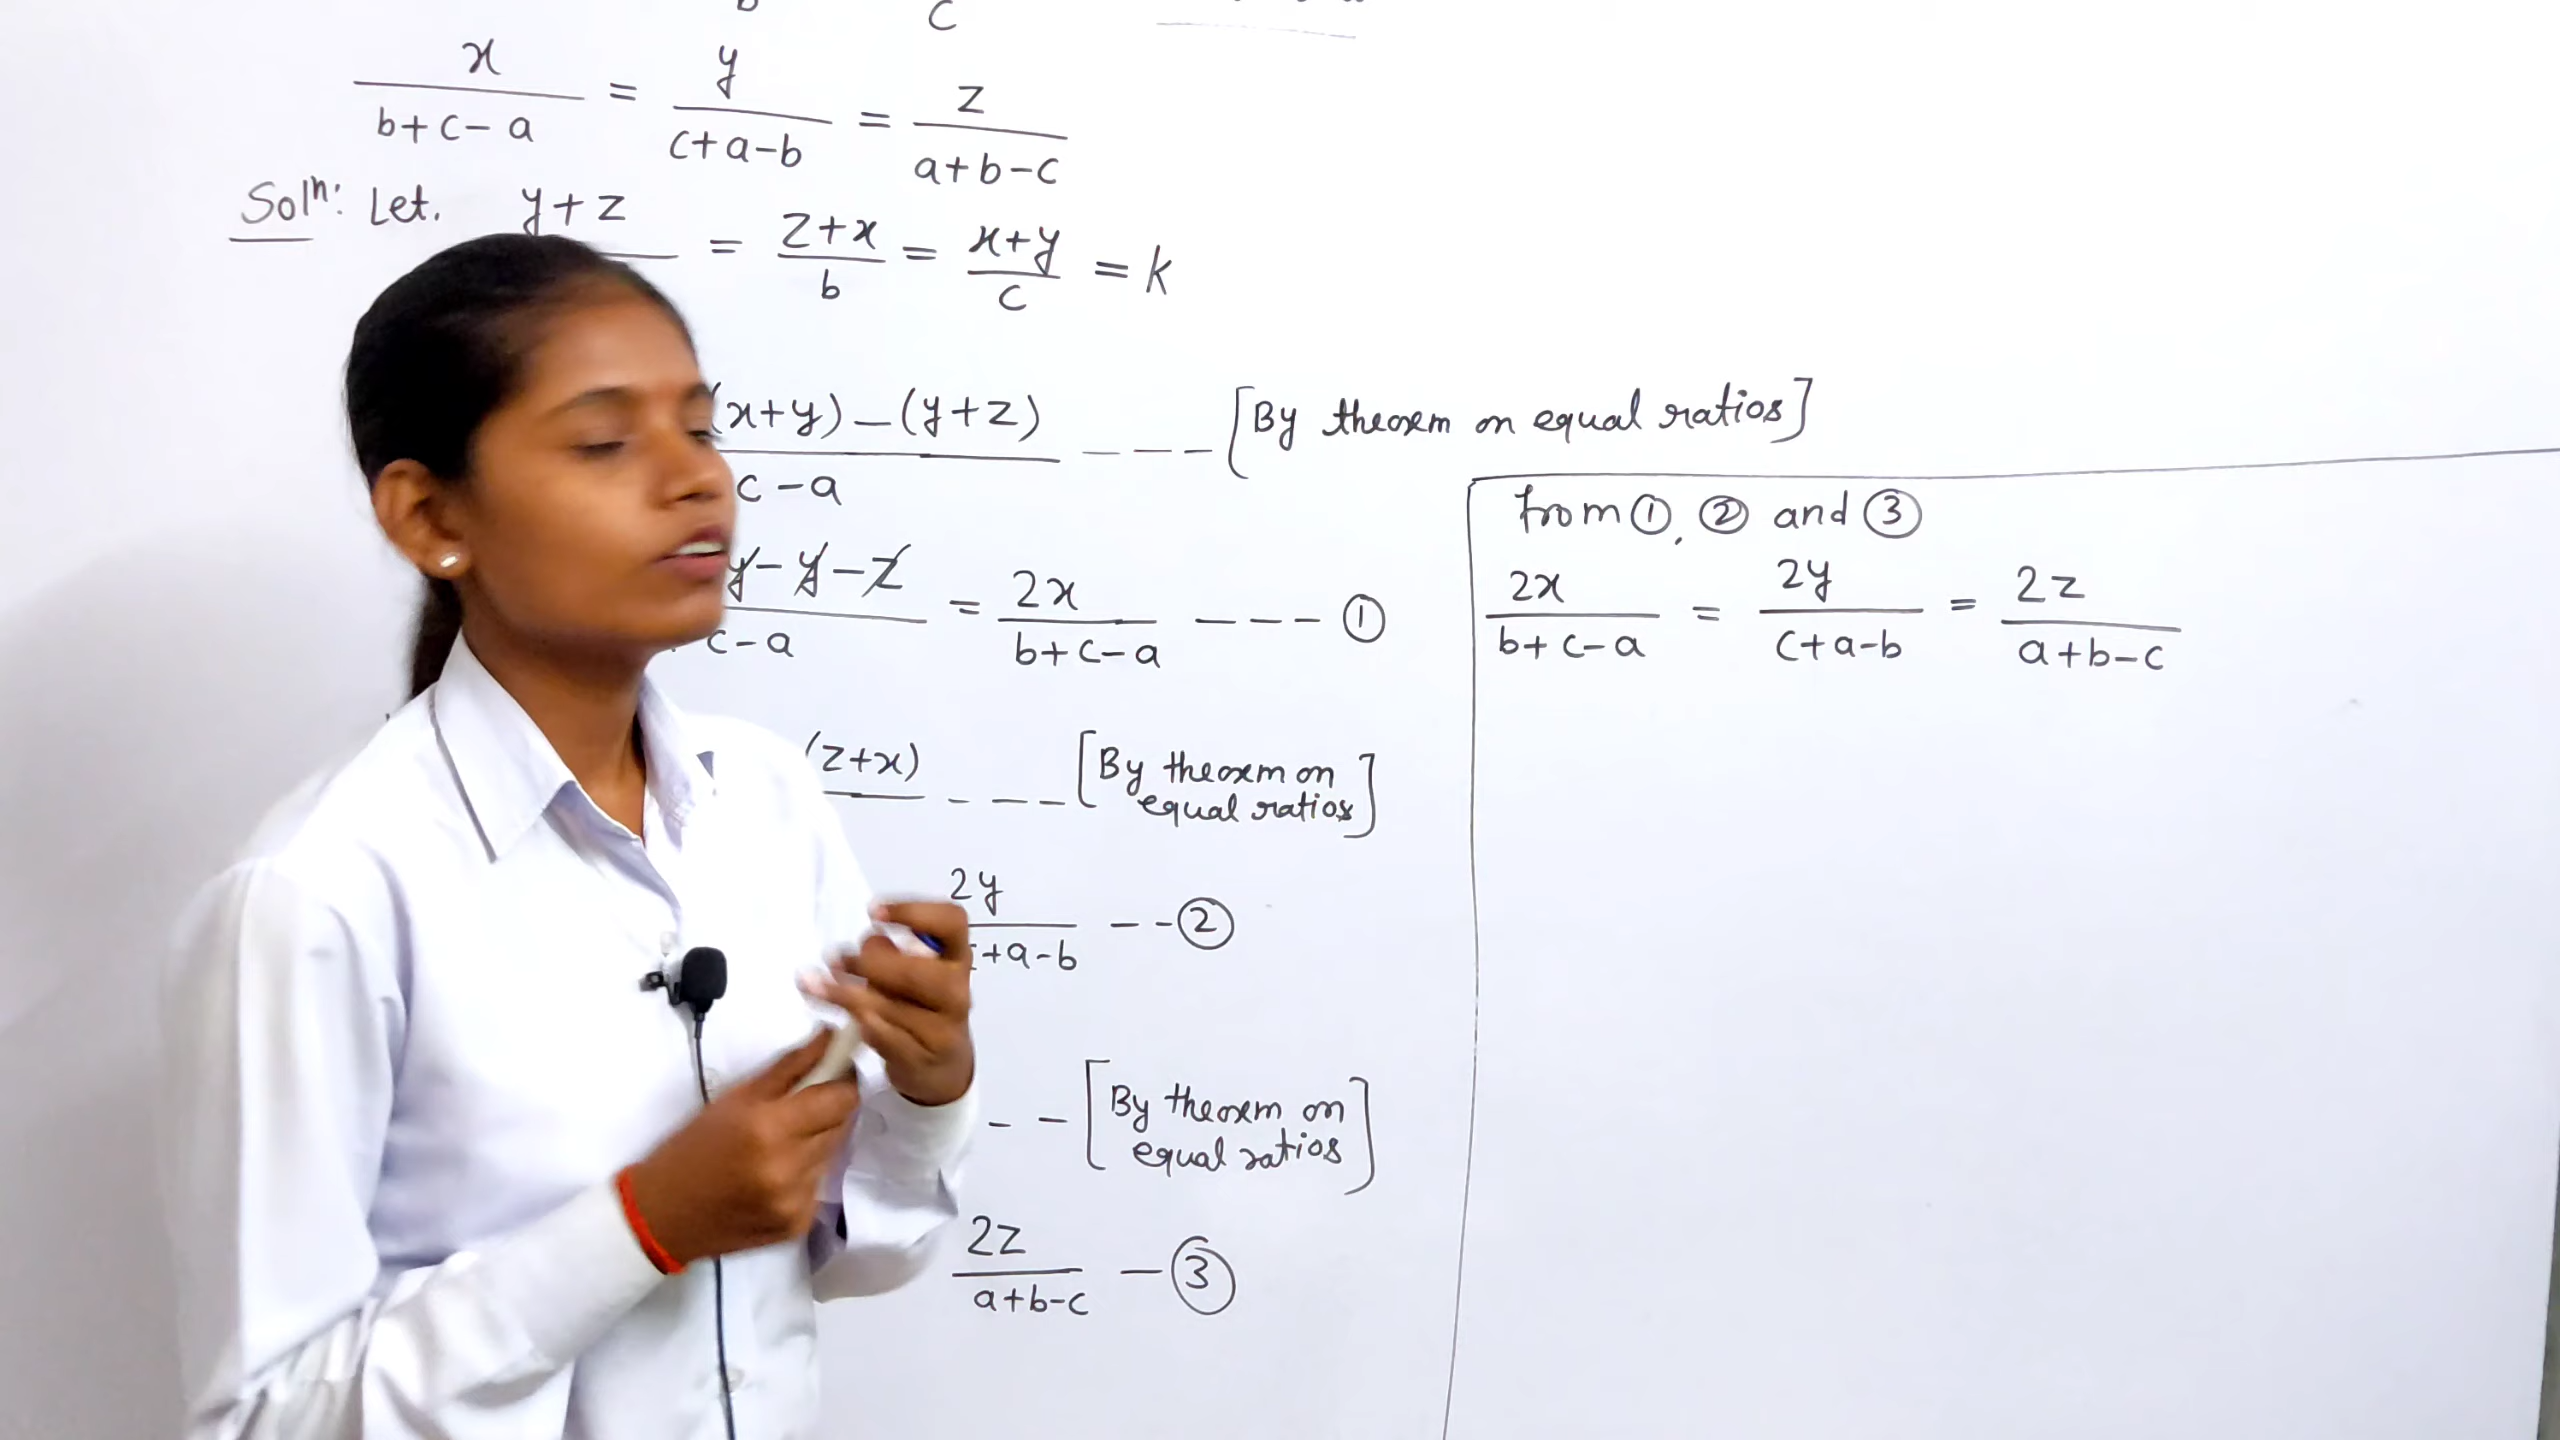 c
x/(b+c-a) = y/(c+a-b) = z/(a+b-c)
Solⁿ: Let. y+z = (z+x)/b = (x+y)/c = k
(x+y)-(y+z)/(c-a) ---- [By theorem on equal ratios]
y-y-z/(c-a) = 2x/(b+c-a) ---- ①
(z+x) ---- [By theorem on equal ratios]
2y/(c+a-b) --②
-- [By theorem on equal ratios]
2z/(a+b-c) -③
from ①, ② and ③
2x/(b+c-a) = 2y/(c+a-b) = 2z/(a+b-c)